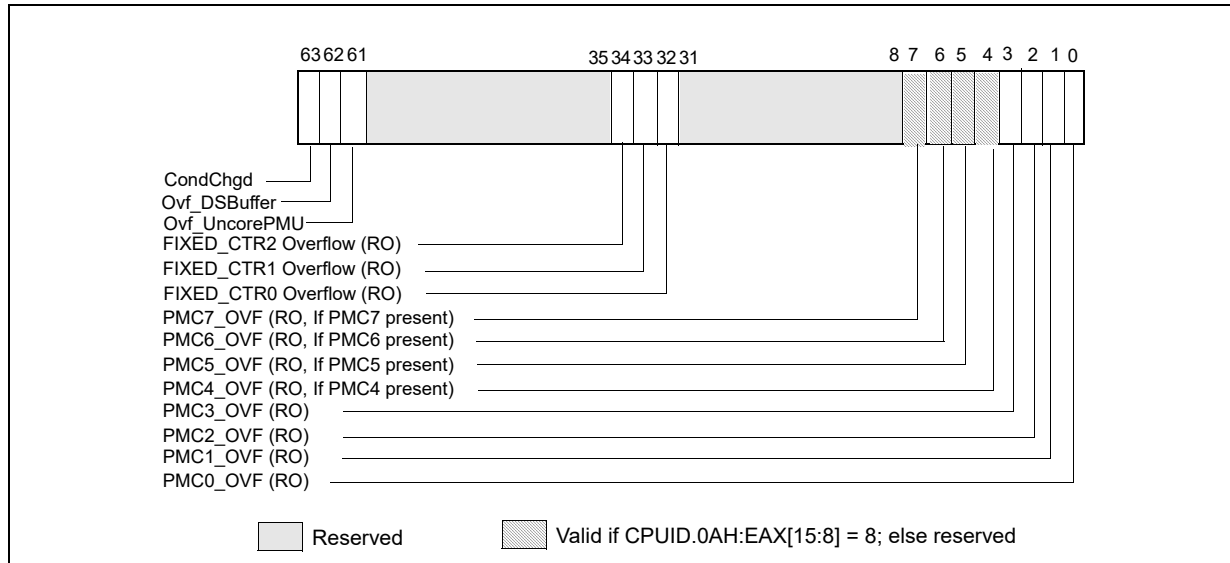 63 62 61 35 34 33 32 31 8 7 6 5 4 3 2 1 0
CondChgd
Ovf_DSBuffer
Ovf_UncorePMU
FIXED_CTR2 Overflow (RO)
FIXED_CTR1 Overflow (RO)
FIXED_CTR0 Overflow (RO)
PMC7_OVF (RO, If PMC7 present)
PMC6_OVF (RO, If PMC6 present)
PMC5_OVF (RO, If PMC5 present)
PMC4_OVF (RO, If PMC4 present)
PMC3_OVF (RO)
PMC2_OVF (RO)
PMC1_OVF (RO)
PMC0_OVF (RO)
Reserved Valid if CPUID.0AH:EAX[15:8] = 8; else reserved